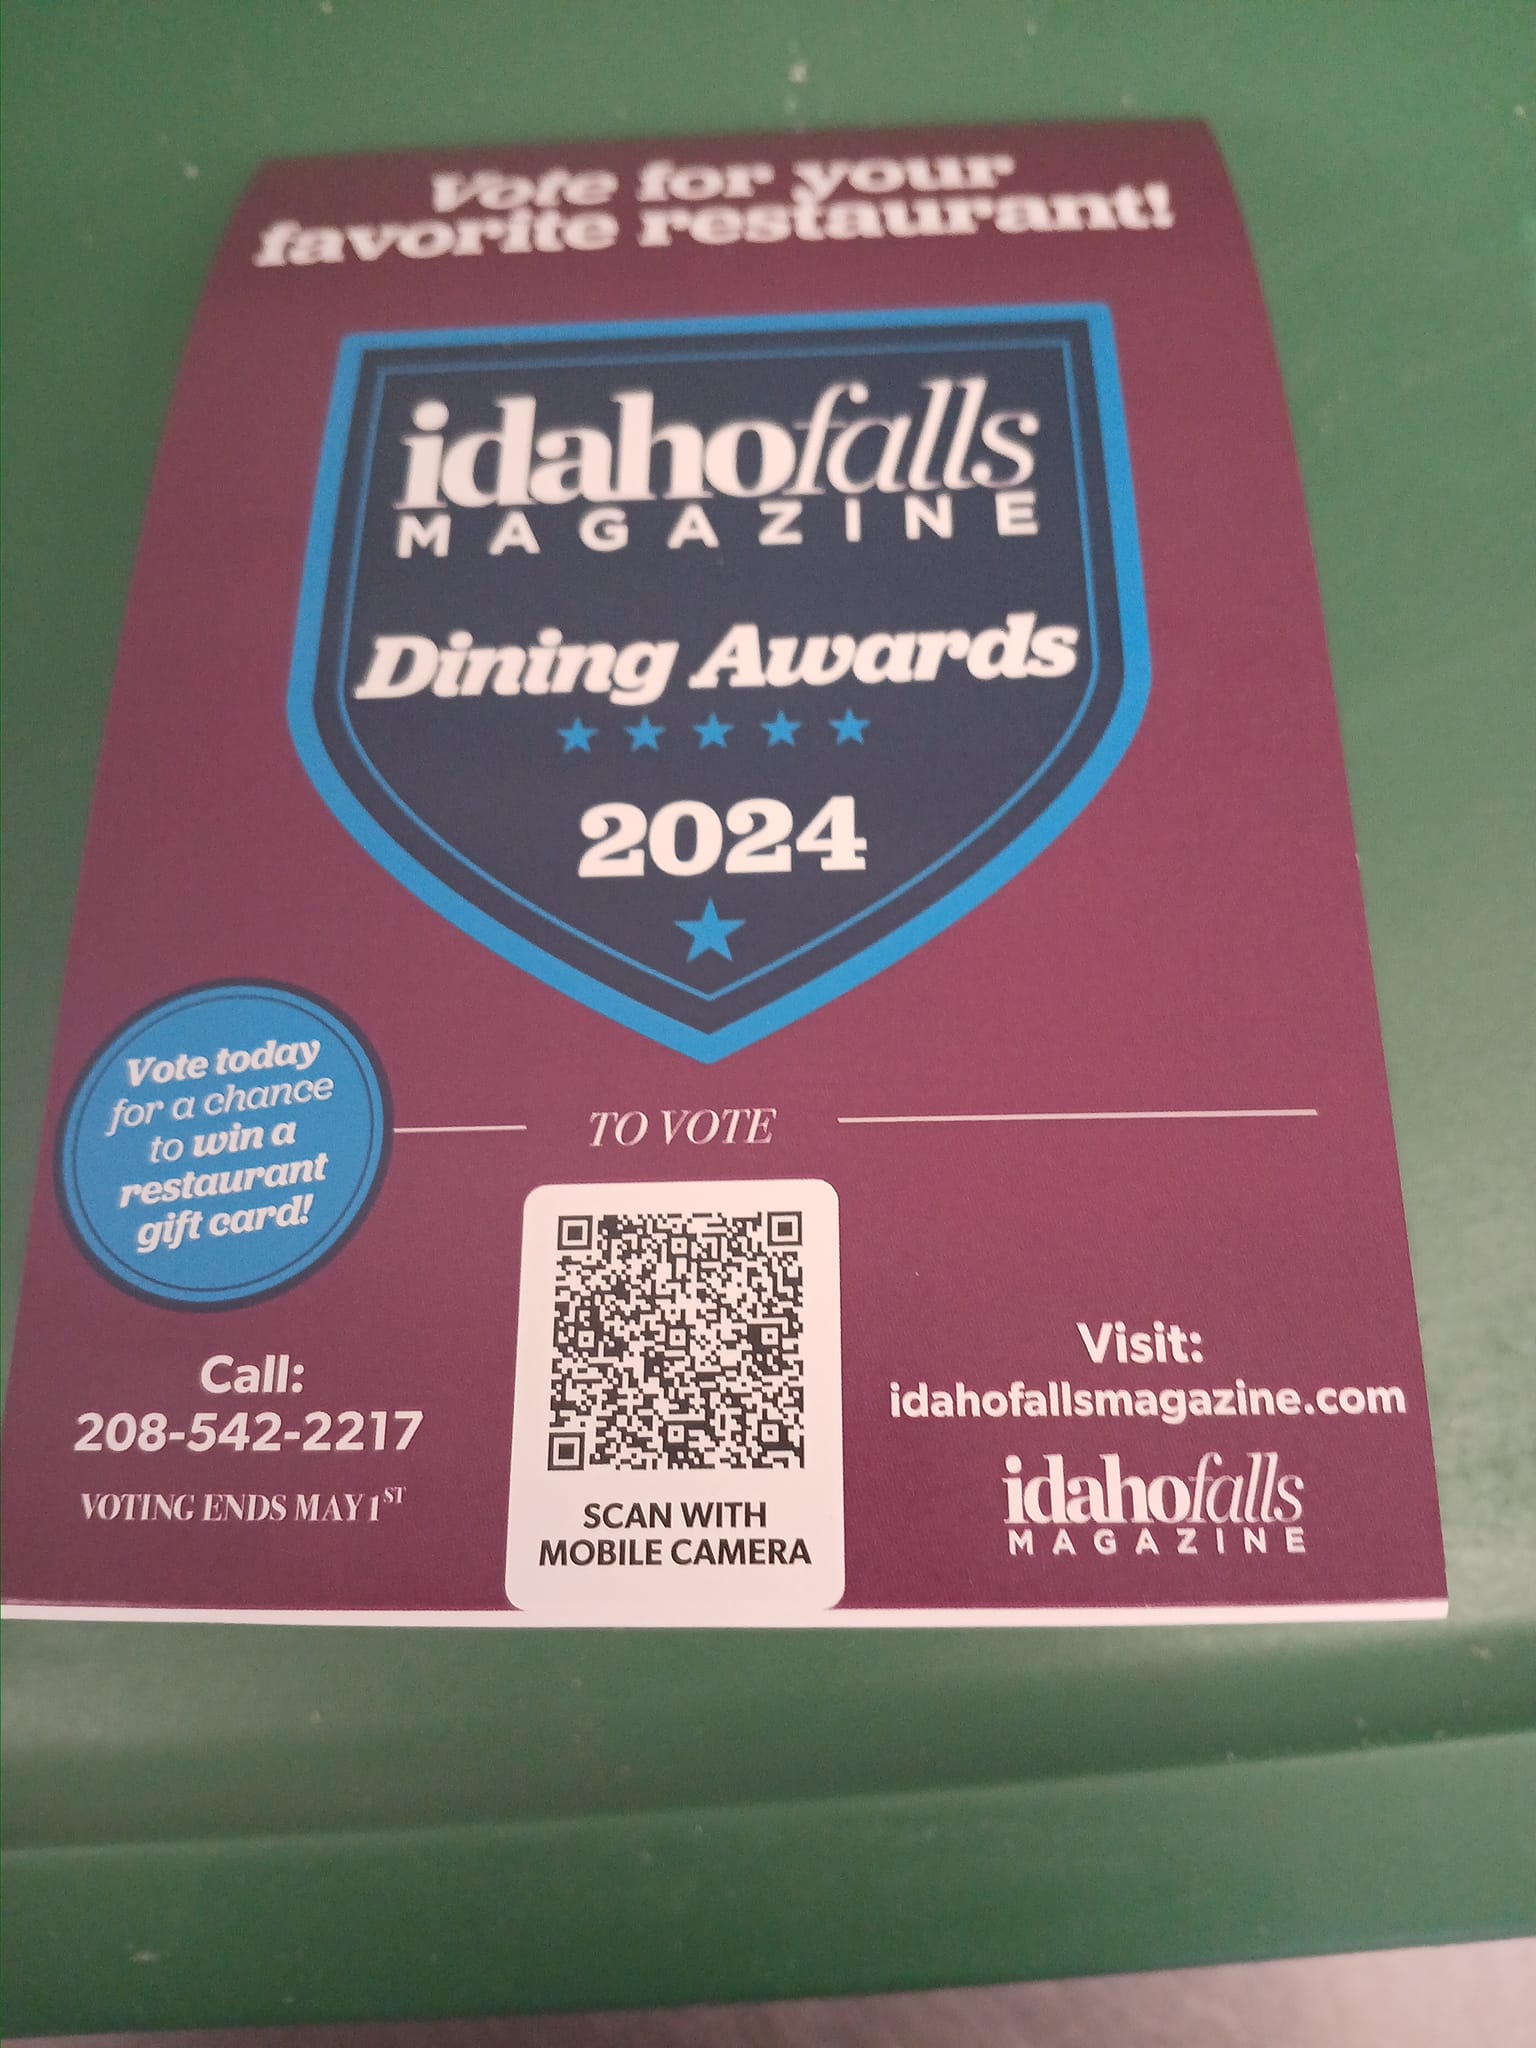 Vote for your
favorite restaurant!
idahofalls
MAGAZINE
Dining Awards
2024
Vote today
for a chance
to win a
restaurant
gift card!
TO VOTE
Call:
208-542-2217
VOTING ENDS MAY 1ST
SCAN WITH
MOBILE CAMERA
Visit:
idahofallsmagazine.com
idahofalls
MAGAZINE